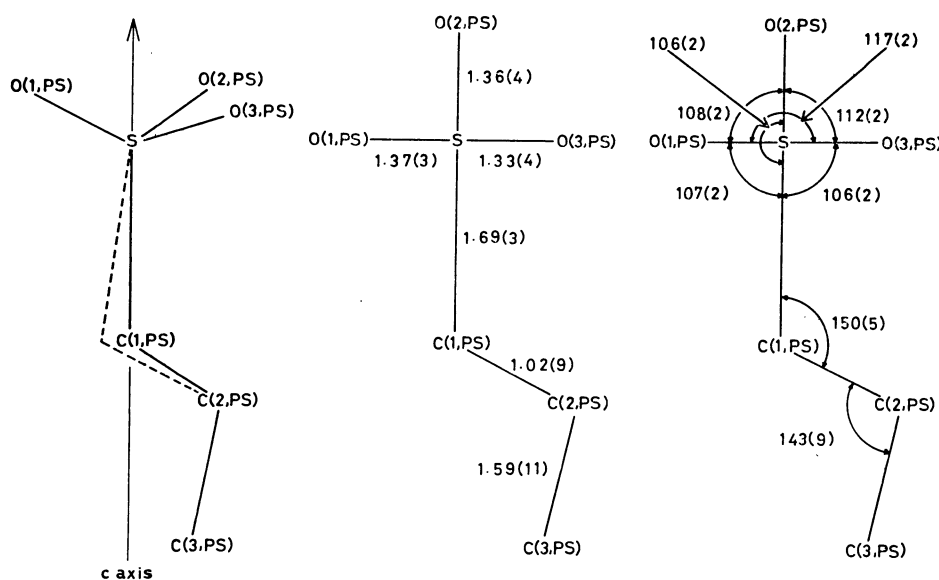 O(1,PS)
O(2,PS)
O(3,PS)
S
C(1,PS)
C(2,PS)
C(3,PS)
c axis
O(2,PS)
1.36(4)
O(1,PS)
S
O(3,PS)
1.37(3)
1.33(4)
1.69(3)
C(1,PS)
1.02(9)
C(2,PS)
1.59(11)
C(3,PS)
O(2,PS)
106(2)
117(2)
108(2)
112(2)
O(1,PS)
S
O(3,PS)
107(2)
106(2)
150(5)
C(1,PS)
C(2,PS)
143(9)
C(3,PS)